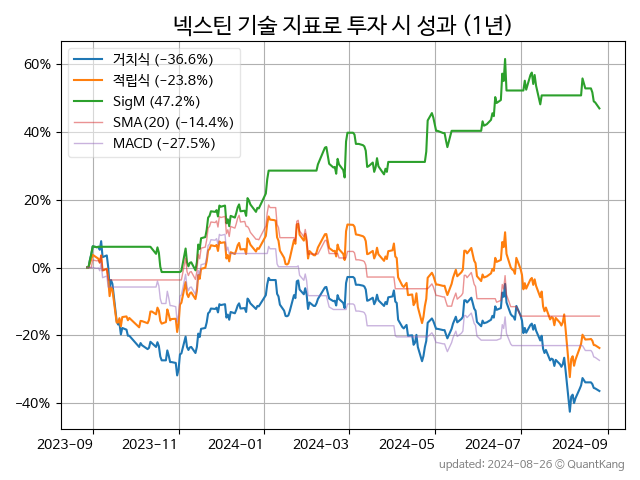 넥스틴 기술 지표로 투자 시 성과 (1년)
거치식 (−36.6%)
적립식 (−23.8%)
SigM (47.2%)
SMA(20) (−14.4%)
MACD (−27.5%)
60%
40%
20%
0%
−20%
−40%
2023−09
2023−11
2024−01
2024−03
2024−05
2024−07
2024−09
updated: 2024−08−26 ⓒ QuantKang